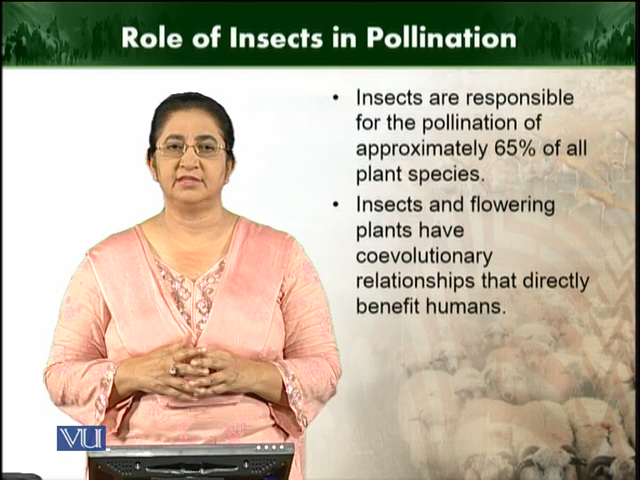 Role of Insects in Pollination
• Insects are responsible
for the pollination of
approximately 65% of all
plant species.
• Insects and flowering
plants have
coevolutionary
relationships that directly
benefit humans.
VU